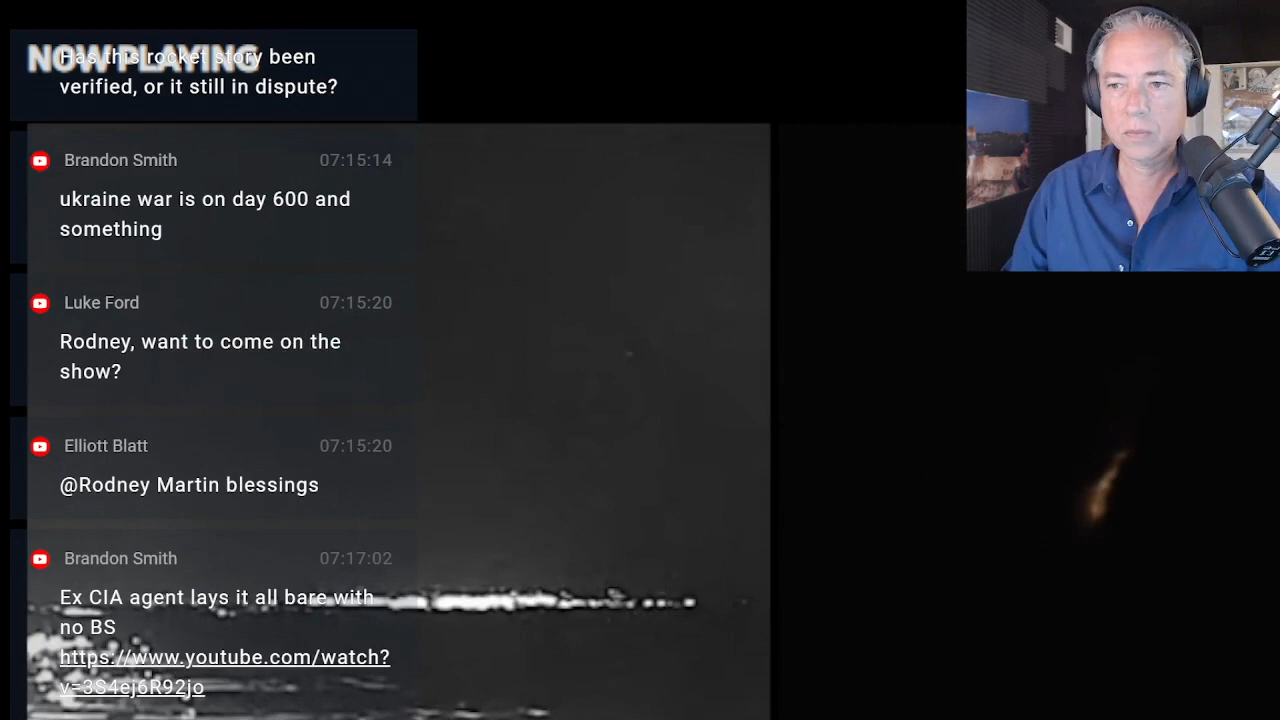 NOW PLAYING
Has this rocket story been
verified, or it still in dispute?
Brandon Smith 07:15:14
ukraine war is on day 600 and
something
Luke Ford 07:15:20
Rodney, want to come on the
show?
Elliott Blatt 07:15:20
@Rodney Martin blessings
Brandon Smith 07:17:02
Ex CIA agent lays it all bare with
no BS
https://www.youtube.com/watch?
v=3S4ej6R92jo